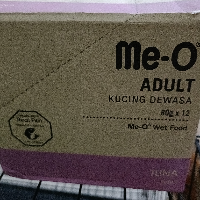 Me-O
ADULT
KUCING DEWASA
80g x 12
Me-O Wet Food
TUNA